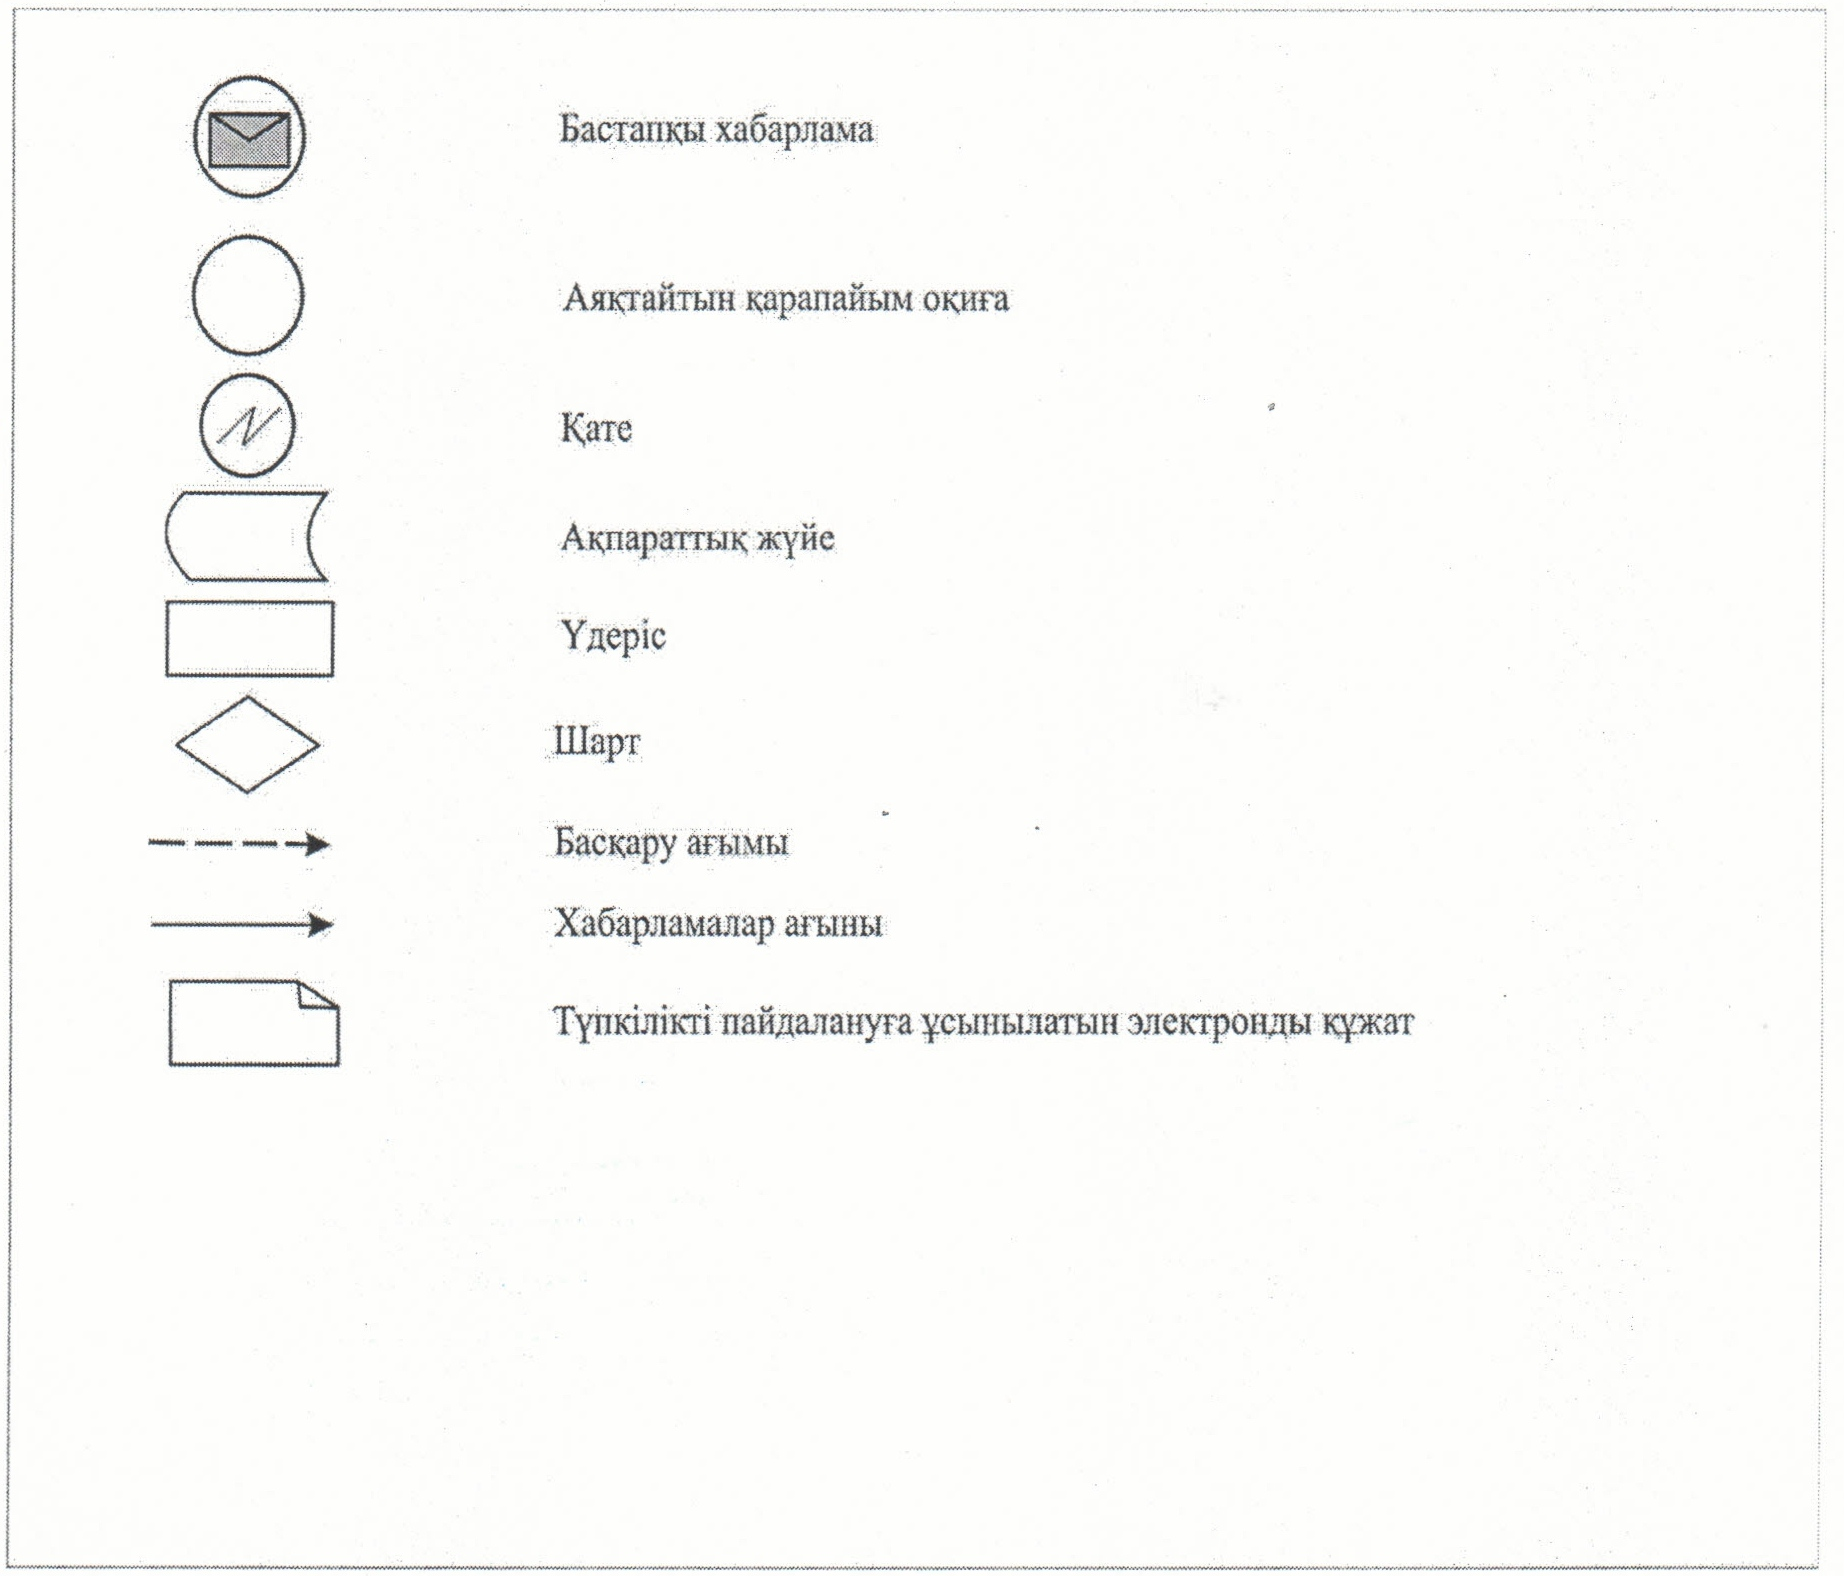 Бастапқы хабарлама
Аяқтайтын қарапайым оқиға
Қате
Ақпараттық жүйе
Үдеріс
Шарт
Басқару ағымы
Хабарламалар ағыны
Түпкілікті пайдалануға ұсынылатын электронды құжат